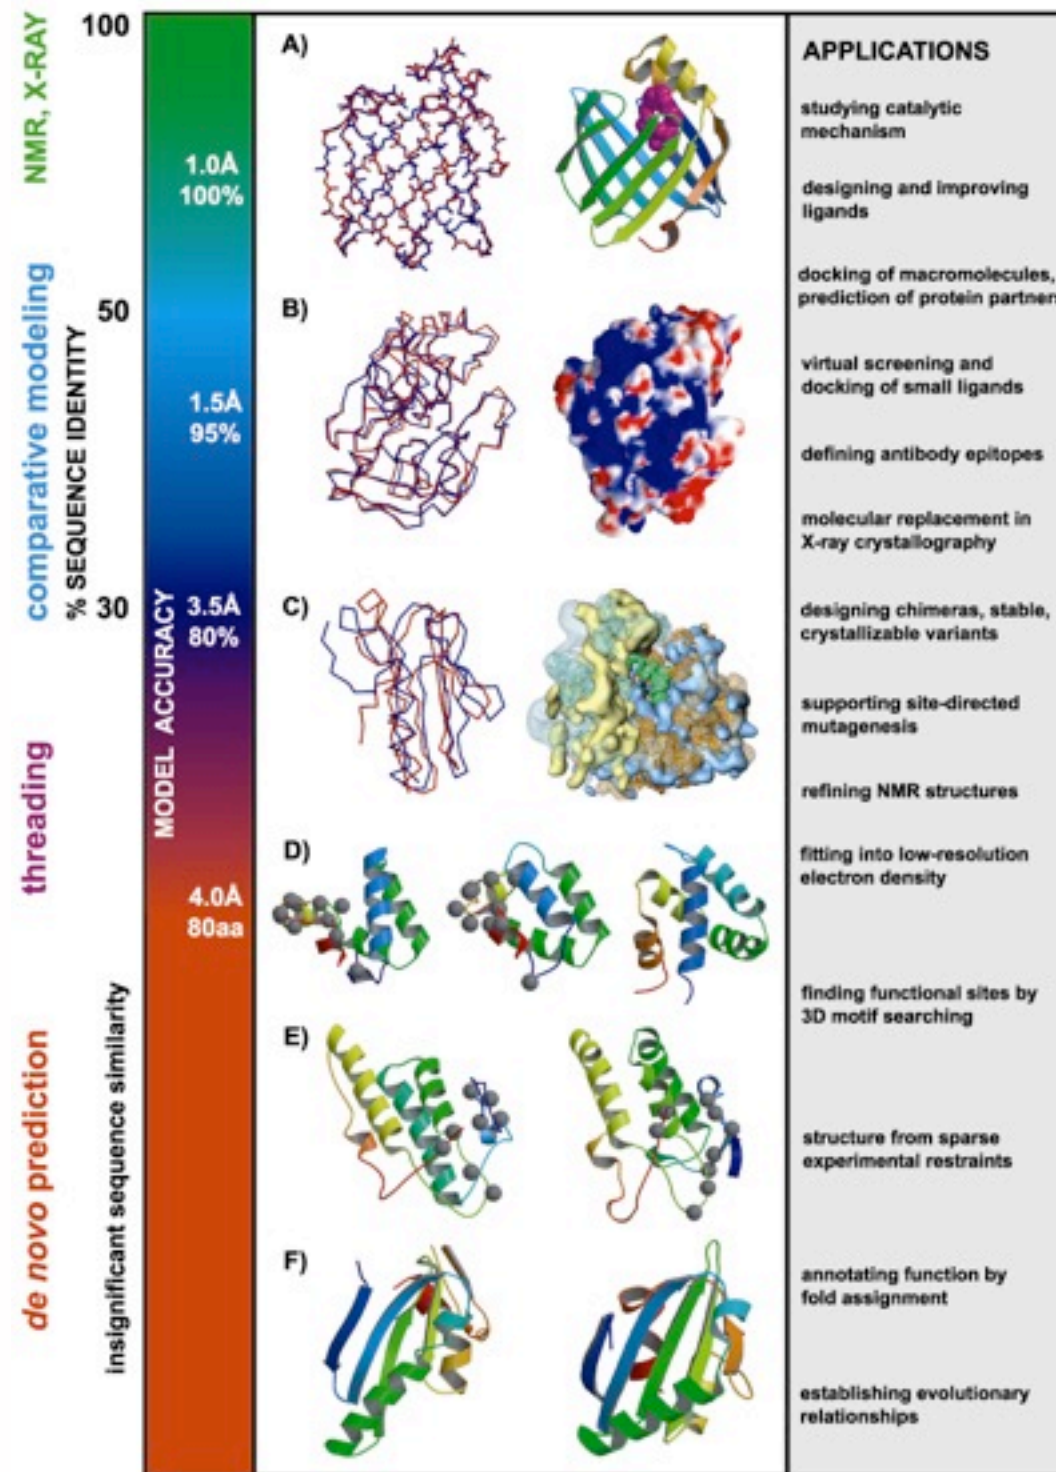 NMR, X-RAY
comparative modeling
threading
de novo prediction
% SEQUENCE IDENTITY
insignificant sequence similarity
100
50
30
MODEL ACCURACY
1.0Å
100%
1.5Å
95%
3.5Å
80%
4.0Å
80aa
A)
B)
C)
D)
E)
F)
APPLICATIONS
studying catalytic
mechanism
designing and improving
ligands
docking of macromolecules,
prediction of protein partner
virtual screening and
docking of small ligands
defining antibody epitopes
molecular replacement in
X-ray crystallography
designing chimeras, stable,
crystallizable variants
supporting site-directed
mutagenesis
refining NMR structures
fitting into low-resolution
electron density
finding functional sites by
3D motif searching
structure from sparse
experimental restraints
annotating function by
fold assignment
establishing evolutionary
relationships